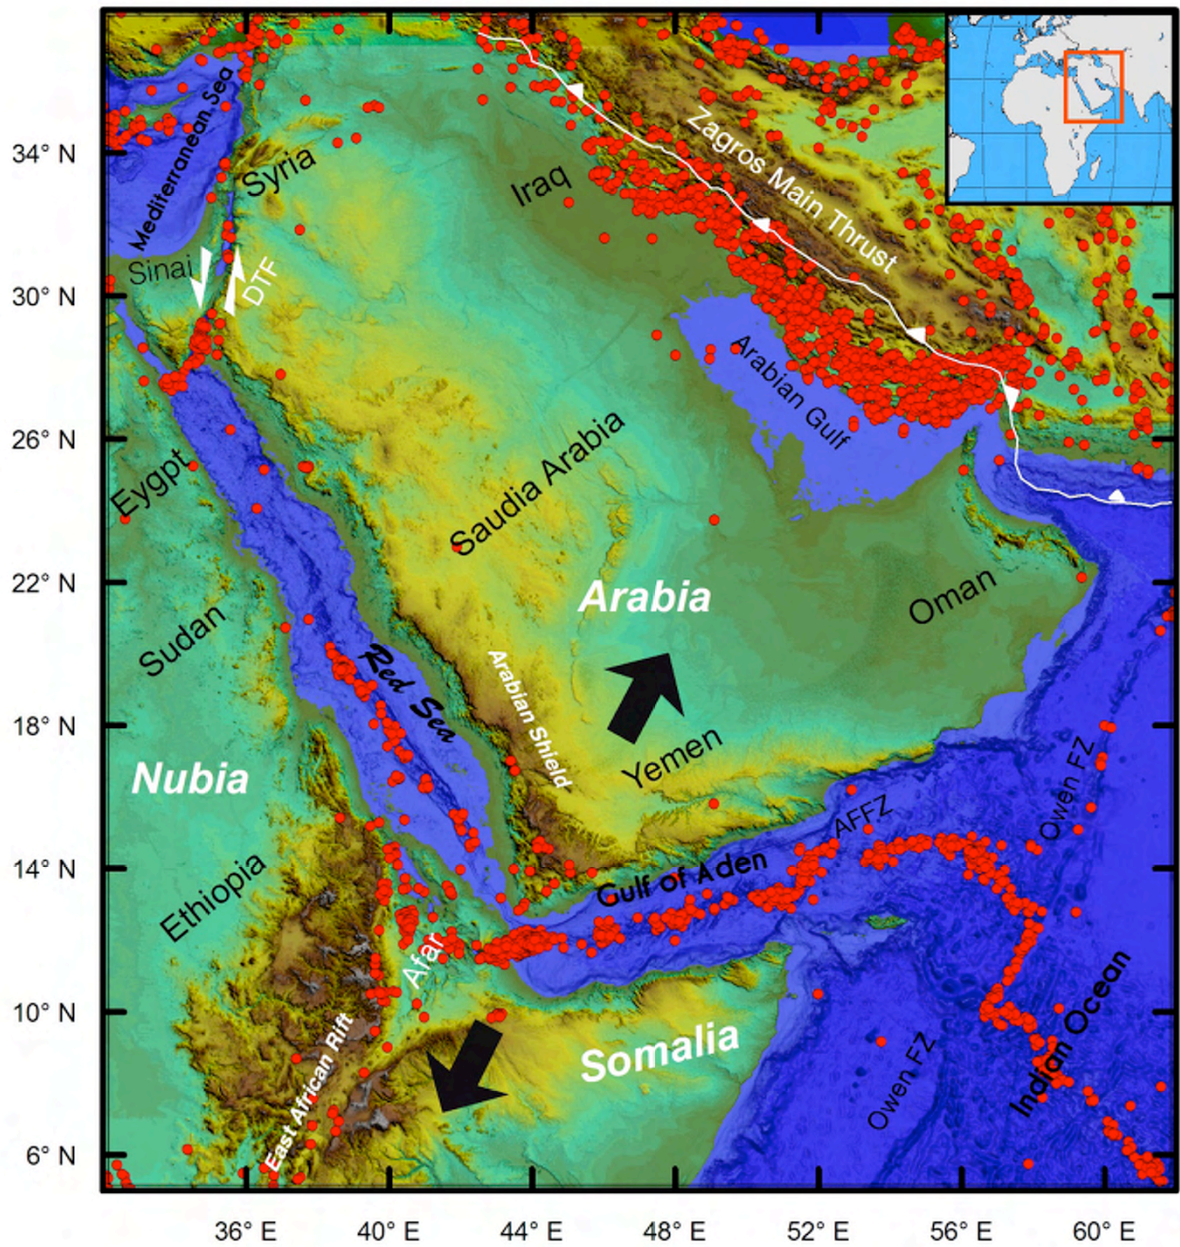 Mediterranean Sea
Syria
Iraq
Zagros Main Thrust
34° N
Sinai
DTF
30° N
Arabian Gulf
26° N
Eygpt
Saudia Arabia
22° N
Arabia
Oman
Sudan
Red Sea
Arabian Shield
18° N
Yemen
Nubia
Owen FZ
AFFZ
14° N
Gulf of Aden
Ethiopia
Afar
10° N
Somalia
Indian Ocean
East African Rift
Owen FZ
6° N
36° E
40° E
44° E
48° E
52° E
56° E
60° E